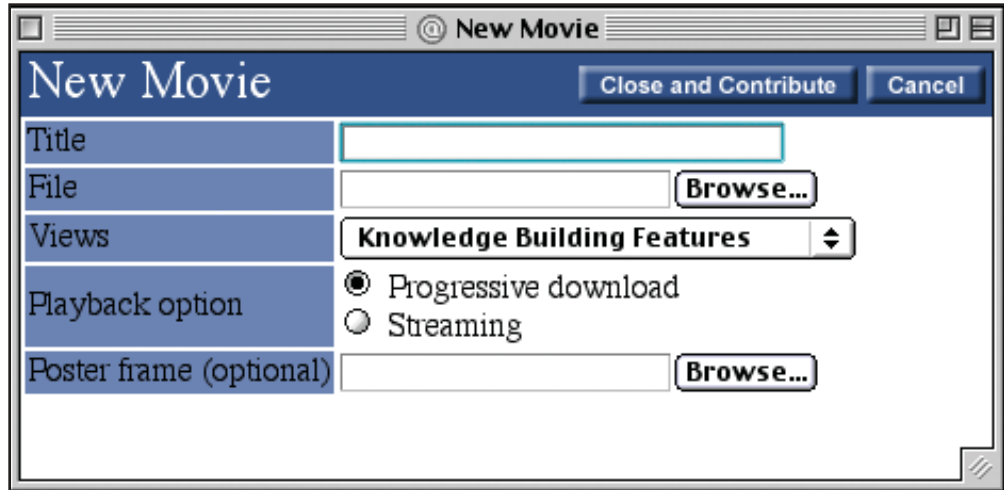 New Movie
New Movie
Close and Contribute
Cancel
Title
File
Browse...
Views
Knowledge Building Features
Playback option
Progressive download
Streaming
Poster frame (optional)
Browse...